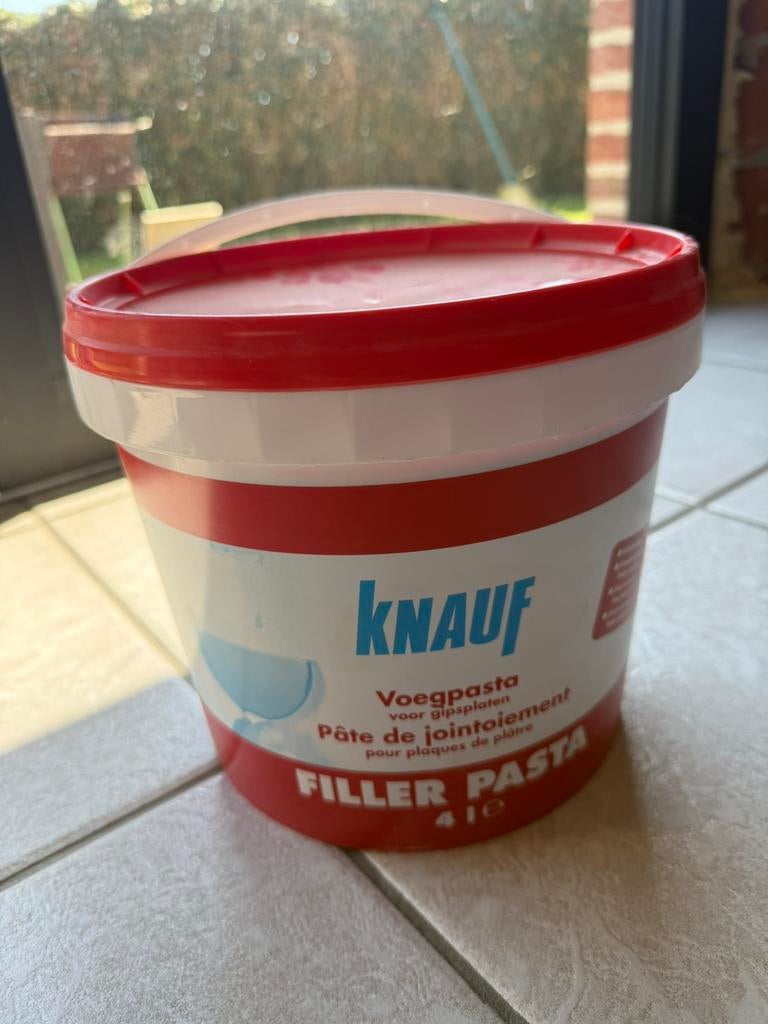 KNAUF
Voegpasta
voor gipsplaten
Pâte de jointoiement
pour plaques de plâtre
FILLER PASTA
4 l e